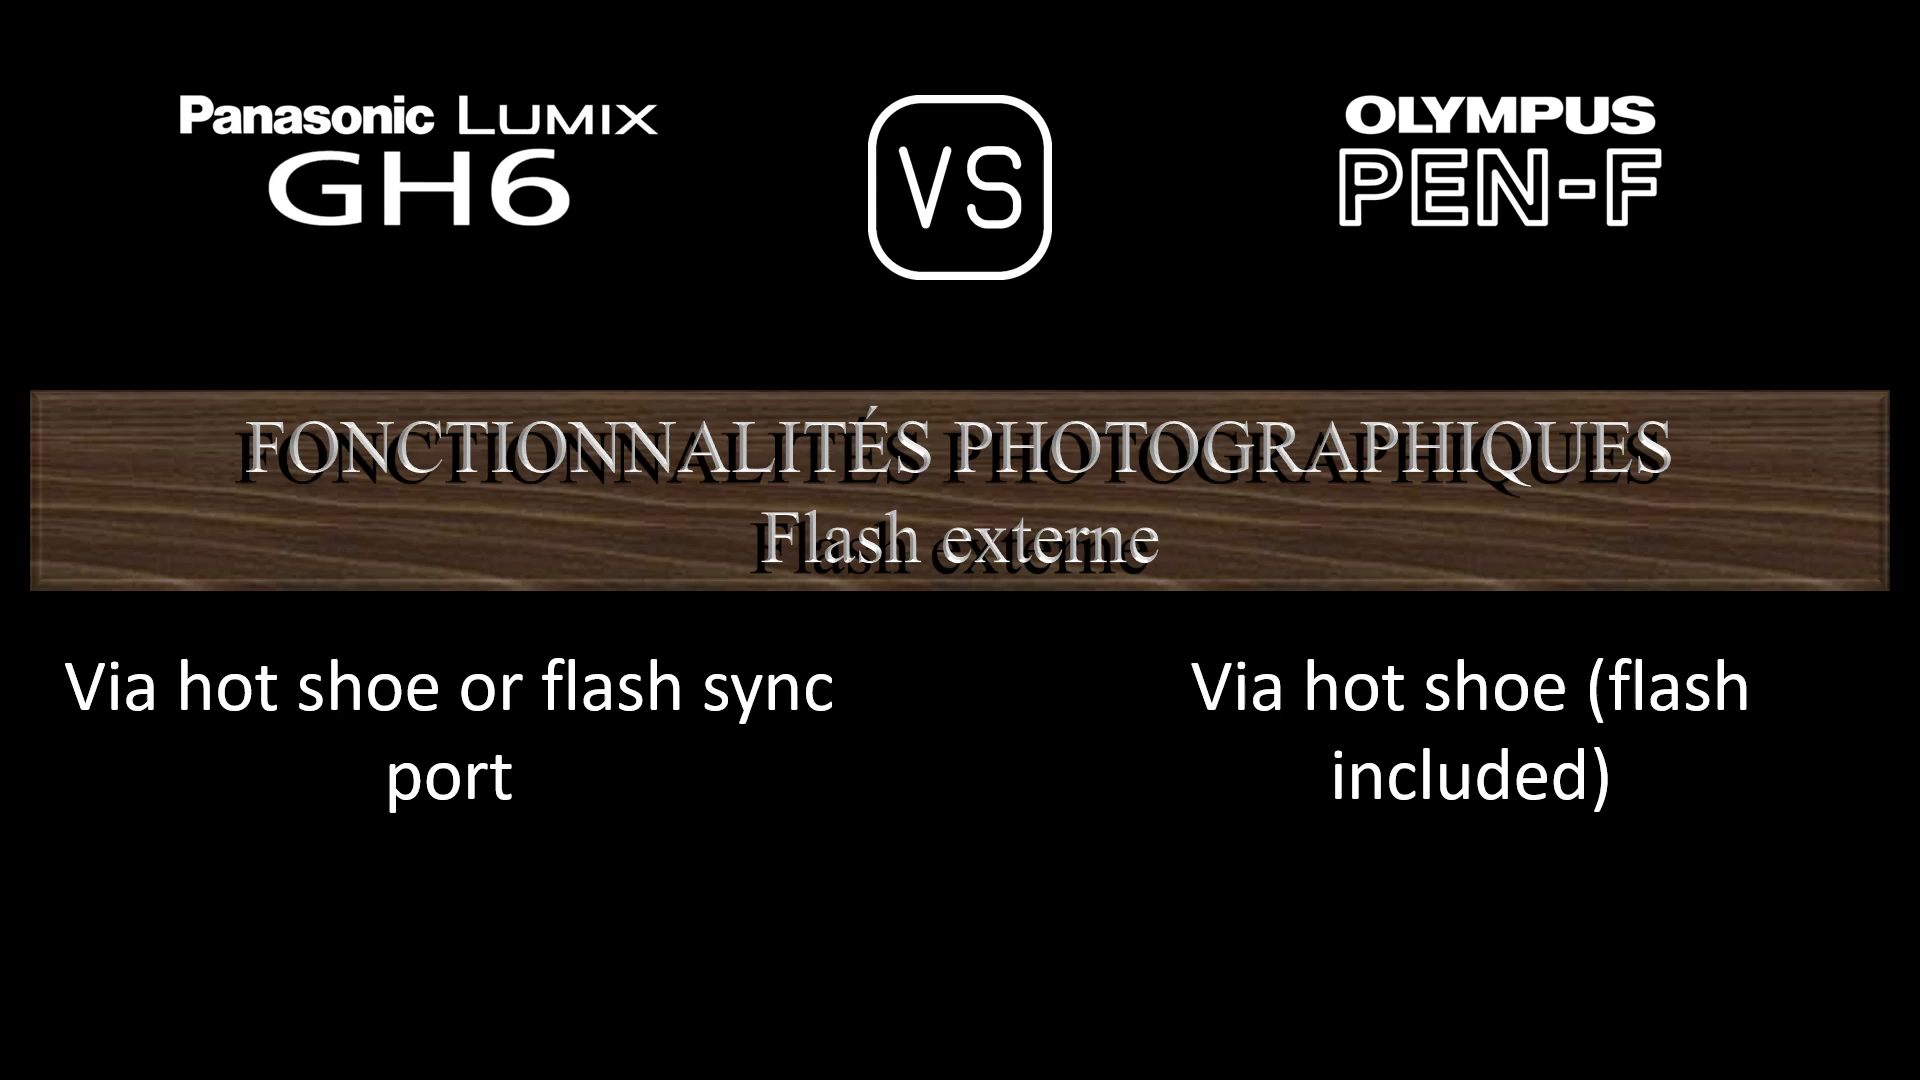 Panasonic LUMIX
GH6
VS
OLYMPUS
PEN-F
FONCTIONNALITÉS PHOTOGRAPHIQUES
Flash externe
Via hot shoe or flash sync
port
Via hot shoe (flash
included)